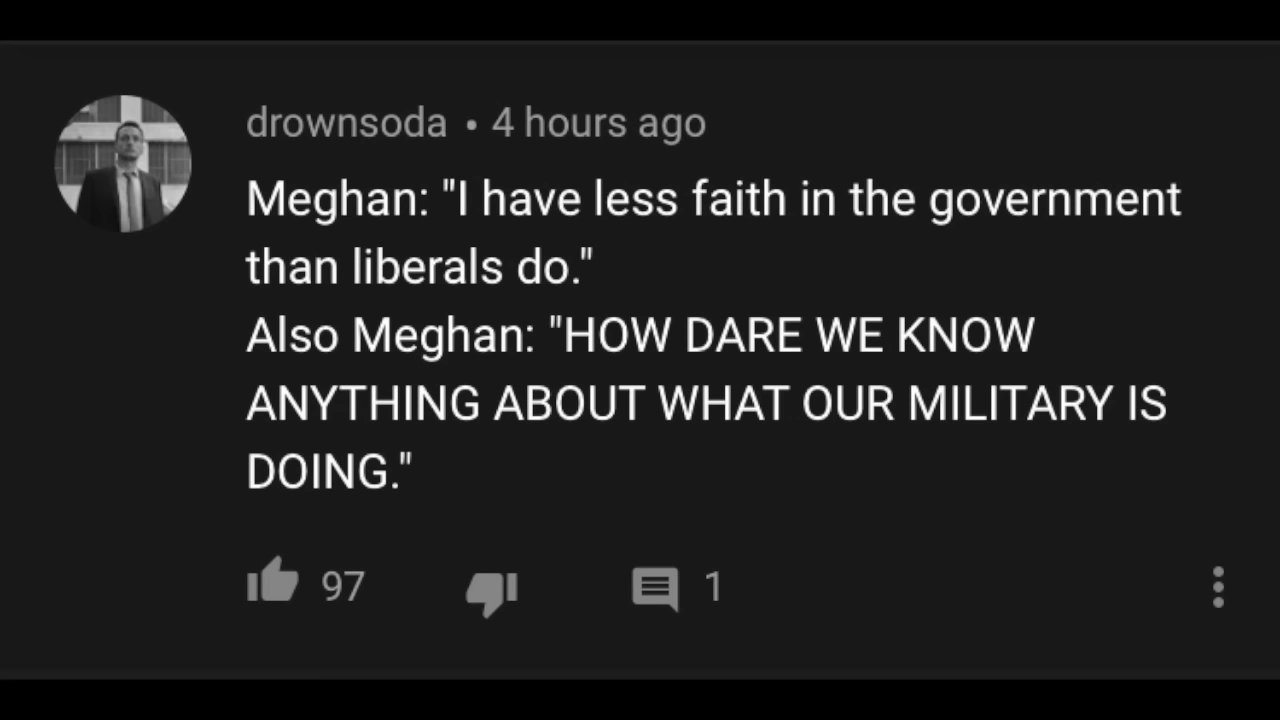 drownsoda • 4 hours ago
Meghan: "I have less faith in the government
than liberals do."
Also Meghan: "HOW DARE WE KNOW
ANYTHING ABOUT WHAT OUR MILITARY IS
DOING."
97 1